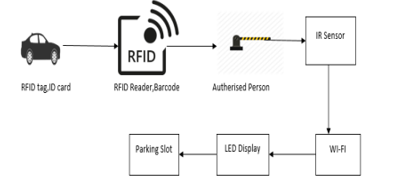 RFID
IR Sensor
RFID tag,ID card
RFID Reader,Barcode
Autherised Person
Parking Slot
LED Display
WI-FI